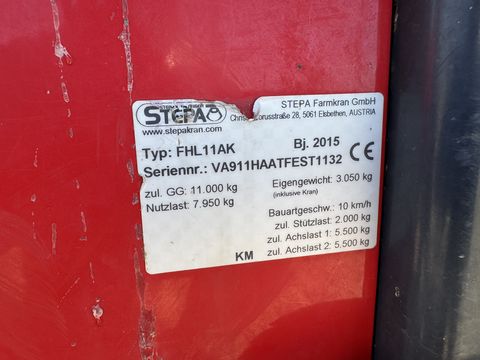 STEPA
www.stepakran.com
STEPA Farmkran GmbH
orusstraße 28, 5061 Elsbethen, AUSTRIA
Typ: FHL11AK
Bj. 2015
Seriennr.: VA911HAATFEST1132
CE
zul. GG: 11.000 kg
Nutzlast: 7.950 kg
Eigengewicht: 3.050 kg
(inklusive Kran)
Bauartgeschw.: 10 km/h
zul. Stützlast: 2.000 kg
zul. Achslast 1: 5.500 kg
zul. Achslast 2: 5.500 kg
KM